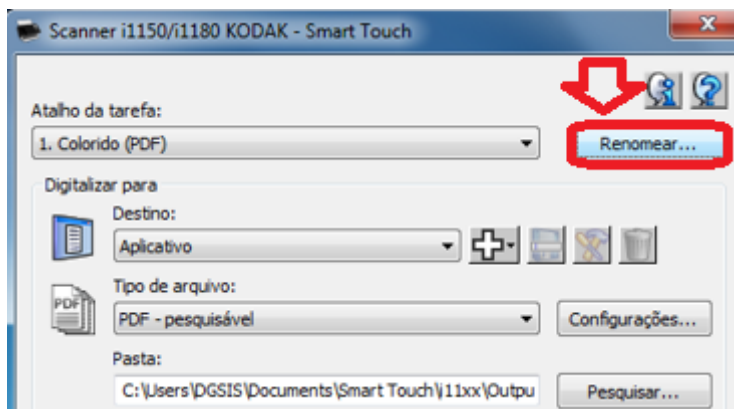 Scanner i1150/i1180 KODAK - Smart Touch
Atalho da tarefa:
1. Colorido (PDF)
Renomear...
Digitalizar para
Destino:
Aplicativo
Tipo de arquivo:
PDF
PDF - pesquisável
Configurações...
Pasta:
C:\Users\DGSIS\Documents\Smart Touch\i11xx\Outpu
Pesquisar...